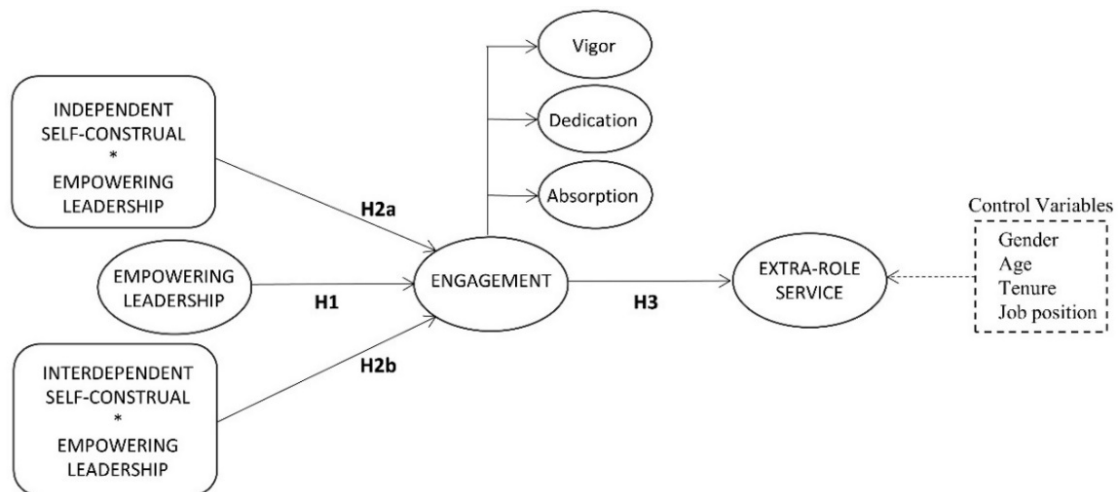 Vigor
Dedication
Absorption
INDEPENDENT
SELF-CONSTRUAL
*
EMPOWERING
LEADERSHIP
H2a
EMPOWERING
LEADERSHIP
H1
ENGAGEMENT
H3
EXTRA-ROLE
SERVICE
Control Variables
Gender
Age
Tenure
Job position
H2b
INTERDEPENDENT
SELF-CONSTRUAL
*
EMPOWERING
LEADERSHIP